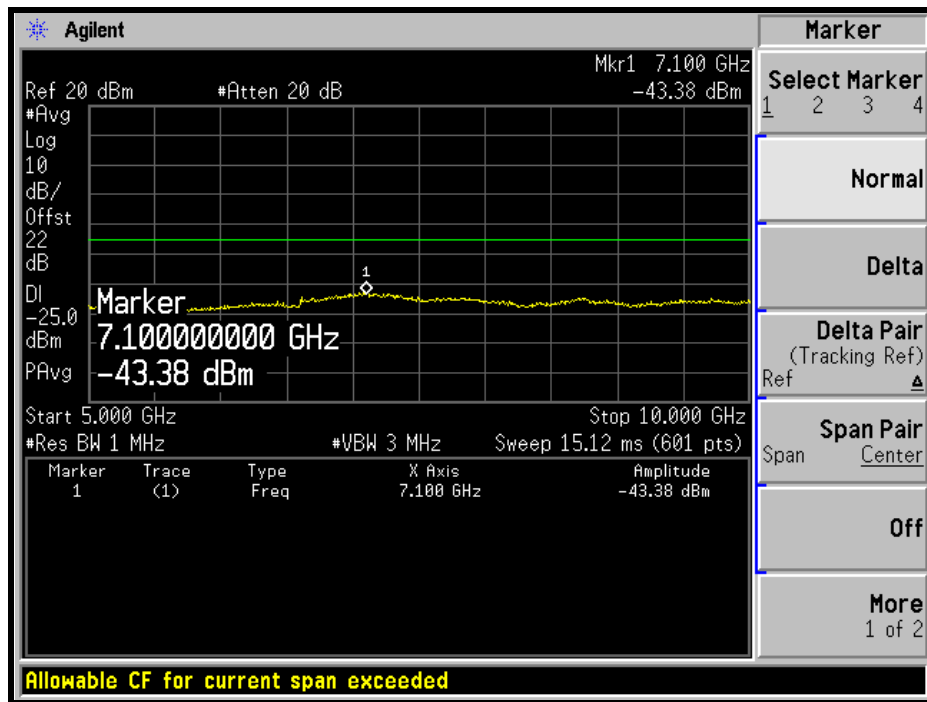 Agilent
Marker
Mkr1 7.100 GHz
Ref 20 dBm #Atten 20 dB -43.38 dBm
#Avg
Log
10
dB/
Offst
22
dB
DI
-25.0
dBm
PAvg
1
Marker
7.100000000 GHz
-43.38 dBm
Start 5.000 GHz Stop 10.000 GHz
#Res BW 1 MHz #VBW 3 MHz Sweep 15.12 ms (601 pts)
Marker Trace Type X Axis Amplitude
1 (1) Freq 7.100 GHz -43.38 dBm
Select Marker
1 2 3 4
Normal
Delta
Delta Pair
(Tracking Ref)
Ref Δ
Span Pair
Span Center
Off
More
1 of 2
Allowable CF for current span exceeded